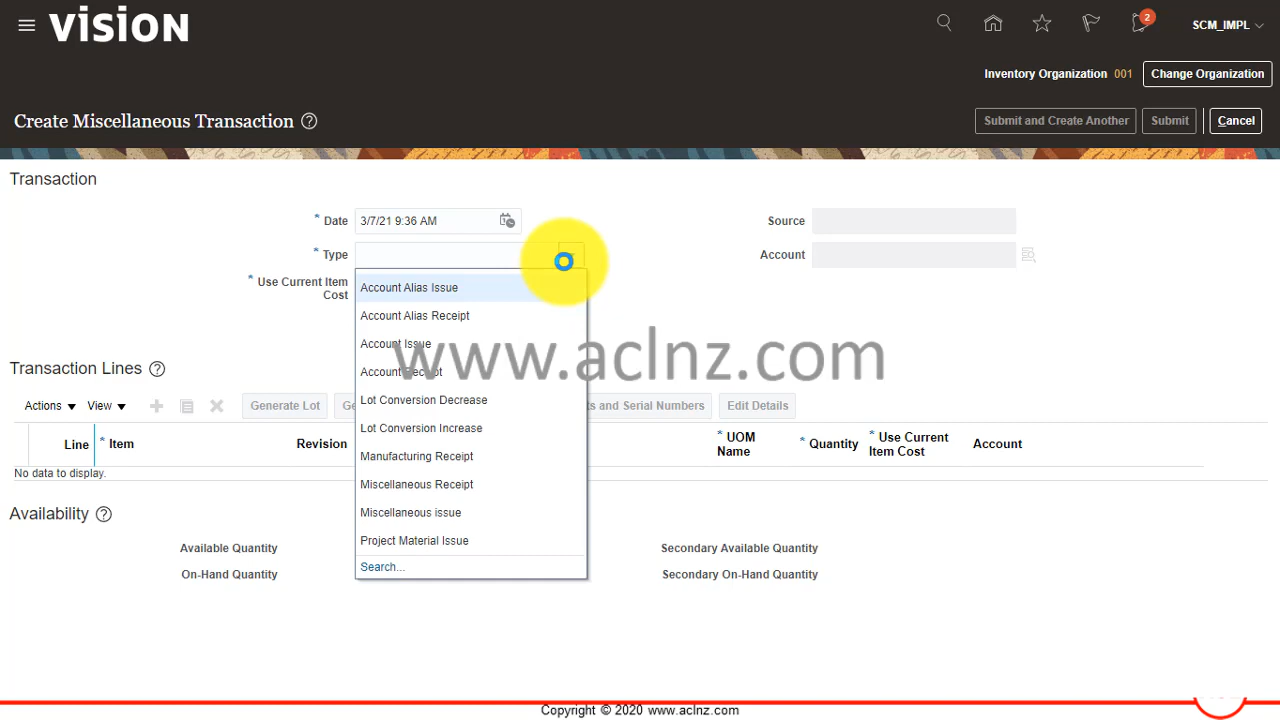 vision
2
SCM_IMPL
Inventory Organization 001 Change Organization
Create Miscellaneous Transaction ?
Submit and Create Another Submit Cancel
Transaction
* Date 3/7/21 9:36 AM
Source
* Type
Account
* Use Current Item
Cost
Account Alias Issue
Account Alias Receipt
Account Issue
Account Receipt
Lot Conversion Decrease
Lot Conversion Increase
Manufacturing Receipt
Miscellaneous Receipt
Miscellaneous issue
Project Material Issue
Search...
www.aclnz.com
Transaction Lines ?
Actions View Generate Lot Ge ts and Serial Numbers Edit Details
Line * Item Revision * UOM Name * Quantity * Use Current Item Cost Account
No data to display.
Availability ?
Available Quantity Secondary Available Quantity
On-Hand Quantity Secondary On-Hand Quantity
Copyright © 2020 www.aclnz.com